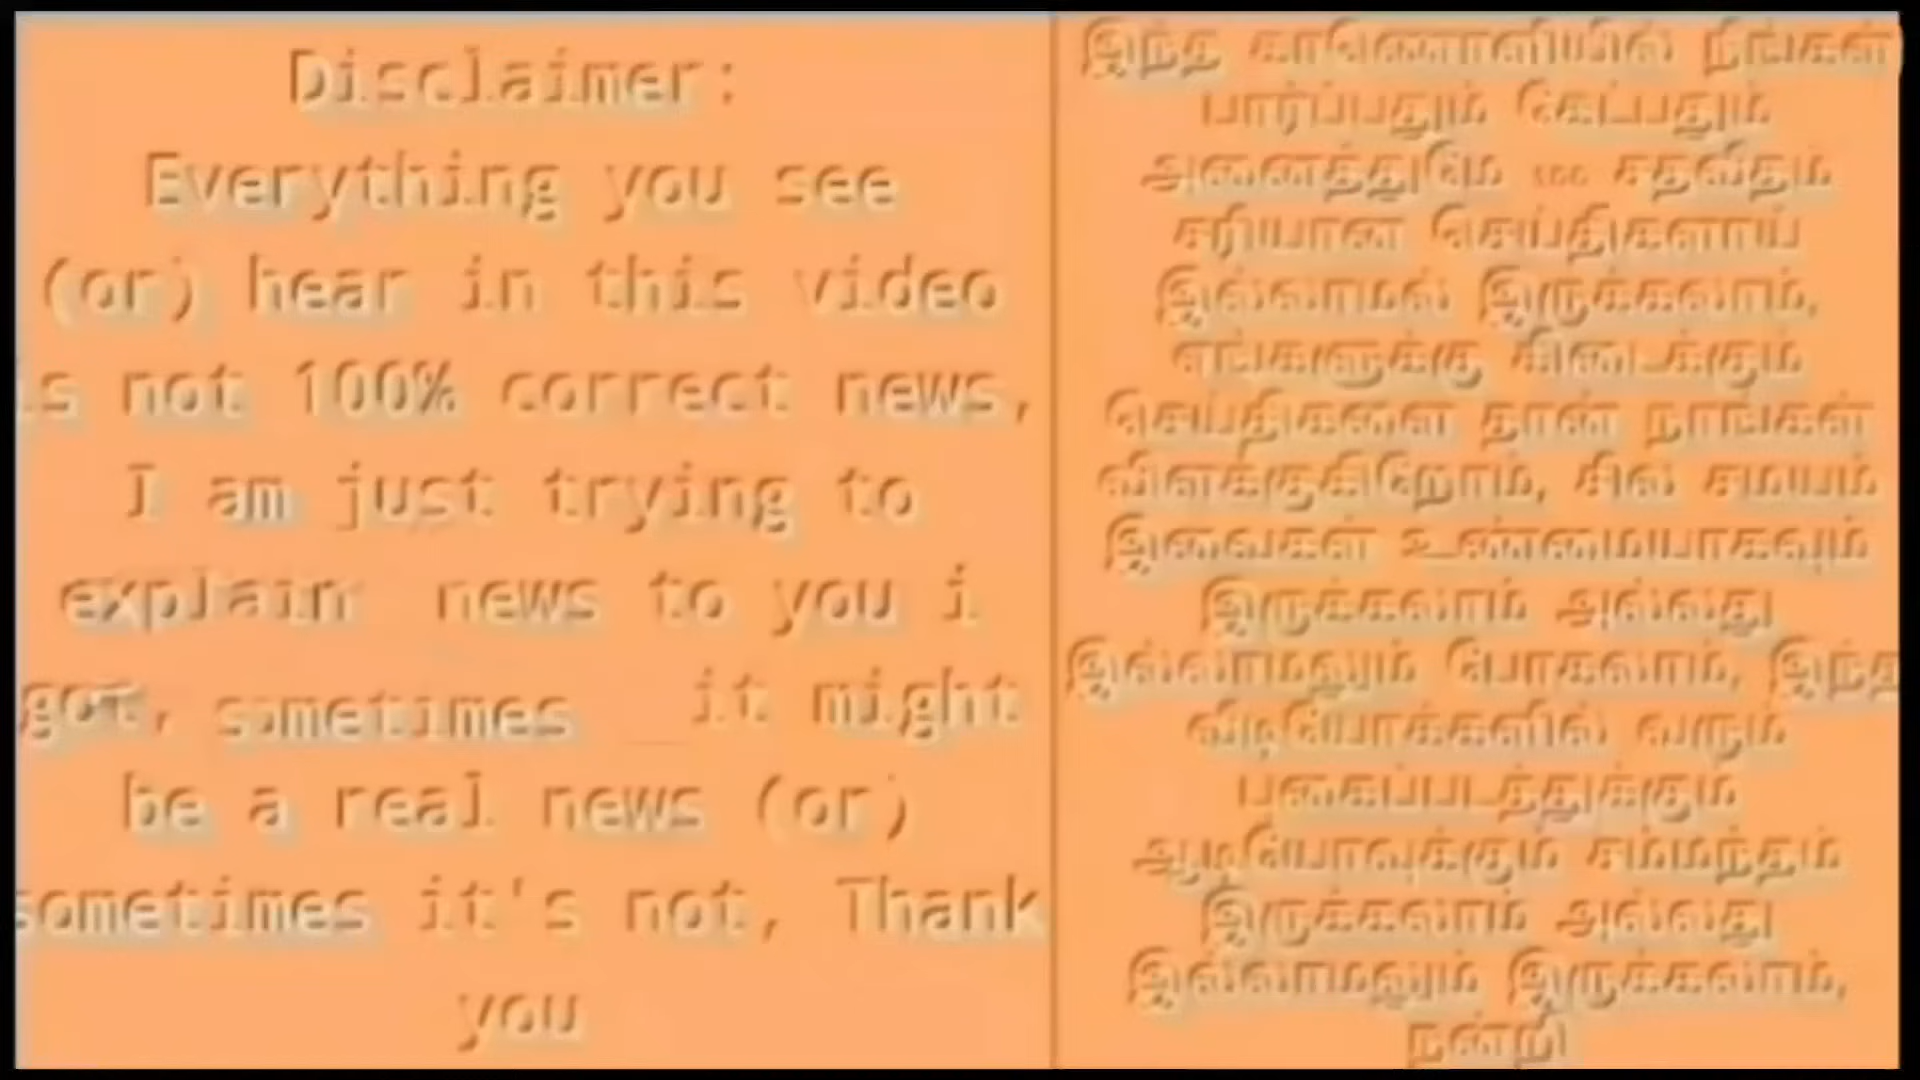 Disclaimer:
Everything you see
(or) hear in this video
is not 100% correct news,
I am just trying to
explain news to you i
got, sometimes _ it might
be a real news (or)
sometimes it's not, Thank
you
இந்த காணொளியில் நீங்கள்
பார்ப்பதும் கேட்பதும்
அனைத்துமே 100 சதவீதம்
சரியான செய்திகளாய்
இல்லாமல் இருக்கலாம்,
எங்களுக்கு கிடைக்கும்
செய்திகளை தான் நாங்கள்
விளக்குகிறோம், சில சமயம்
இவைகள் உண்மையாகவும்
இருக்கலாம் அல்லது
இல்லாமலும் போகலாம், இந்த
வீடியோக்களில் வரும்
புகைப்படத்துக்கும்
ஆடியோவுக்கும் சம்மந்தம்
இருக்கலாம் அல்லது
இல்லாமலும் இருக்கலாம்,
நன்றி